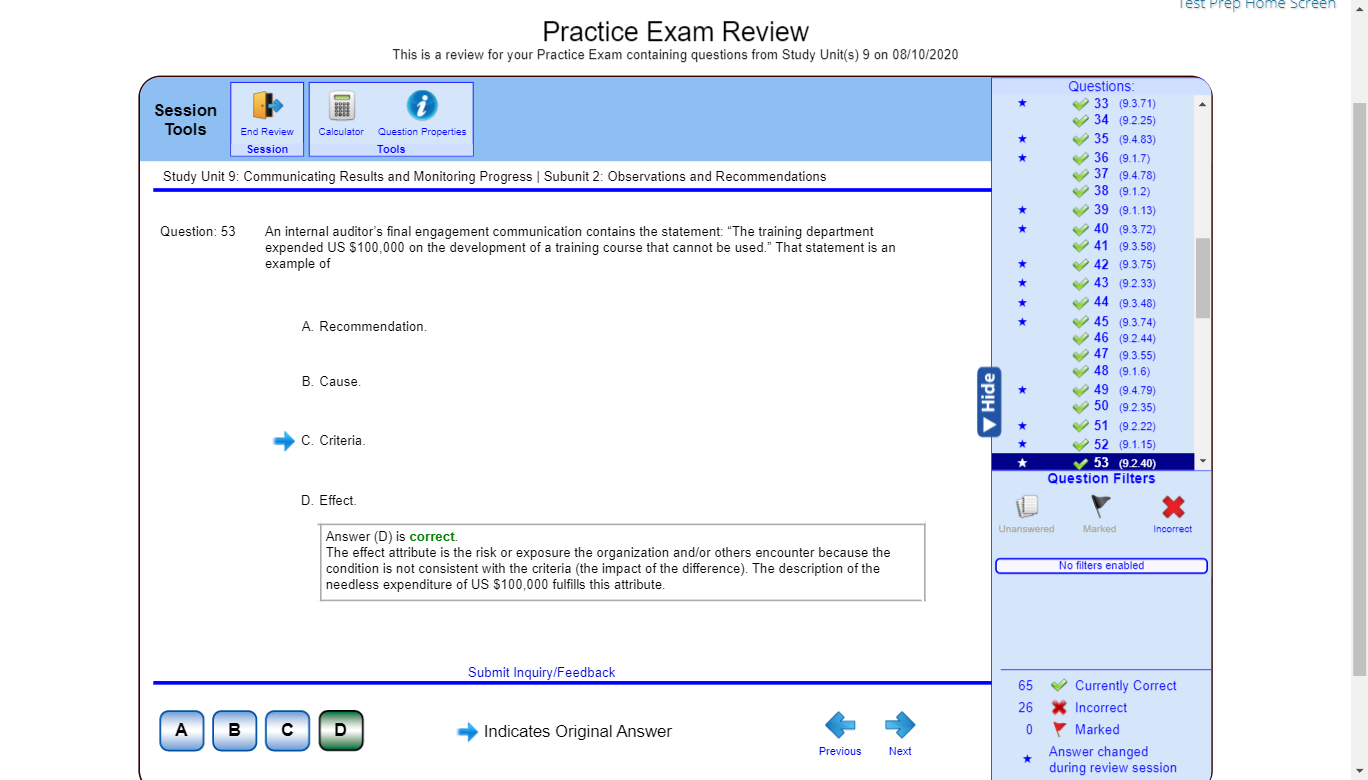 Test Prep Home Screen
Practice Exam Review
This is a review for your Practice Exam containing questions from Study Unit(s) 9 on 08/10/2020
Session
Tools
End Review
Session
Calculator
Question Properties
Tools
Study Unit 9: Communicating Results and Monitoring Progress | Subunit 2: Observations and Recommendations
Question: 53
An internal auditor's final engagement communication contains the statement: “The training department
expended US $100,000 on the development of a training course that cannot be used.” That statement is an
example of
A. Recommendation.
B. Cause.
C. Criteria.
D. Effect.
Answer (D) is correct.
The effect attribute is the risk or exposure the organization and/or others encounter because the
condition is not consistent with the criteria (the impact of the difference). The description of the
needless expenditure of US $100,000 fulfills this attribute.
Submit Inquiry/Feedback
A B C D
Indicates Original Answer
Previous
Next
Hide
Questions:
33 (9.3.71)
34 (9.2.25)
35 (9.4.83)
36 (9.1.7)
37 (9.4.78)
38 (9.1.2)
39 (9.1.13)
40 (9.3.72)
41 (9.3.58)
42 (9.3.75)
43 (9.2.33)
44 (9.3.48)
45 (9.3.74)
46 (9.2.44)
47 (9.3.55)
48 (9.1.6)
49 (9.4.79)
50 (9.2.35)
51 (9.2.22)
52 (9.1.15)
53 (9.2.40)
Question Filters
Unanswered
Marked
Incorrect
No filters enabled
65 Currently Correct
26 Incorrect
0 Marked
Answer changed
during review session